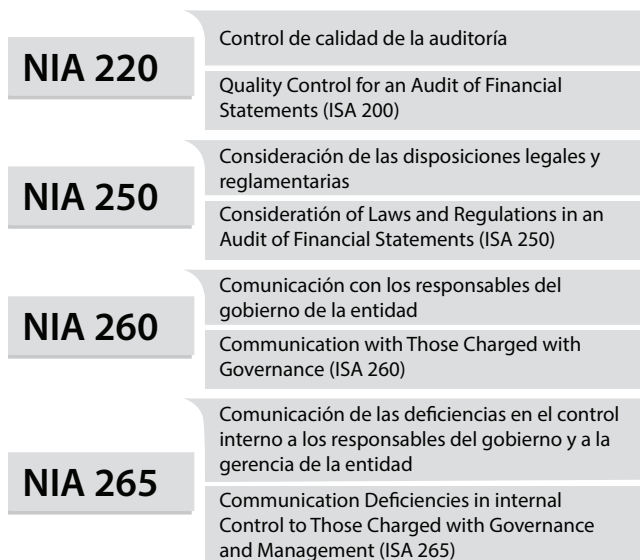 NIA 220
Control de calidad de la auditoría
Quality Control for an Audit of Financial
Statements (ISA 200)
NIA 250
Consideración de las disposiciones legales y
reglamentarias
Consideratión of Laws and Regulations in an
Audit of Financial Statements (ISA 250)
NIA 260
Comunicación con los responsables del
gobierno de la entidad
Communication with Those Charged with
Governance (ISA 260)
NIA 265
Comunicación de las deficiencias en el control
interno a los responsables del gobierno y a la
gerencia de la entidad
Communication Deficiencies in internal
Control to Those Charged with Governance
and Management (ISA 265)